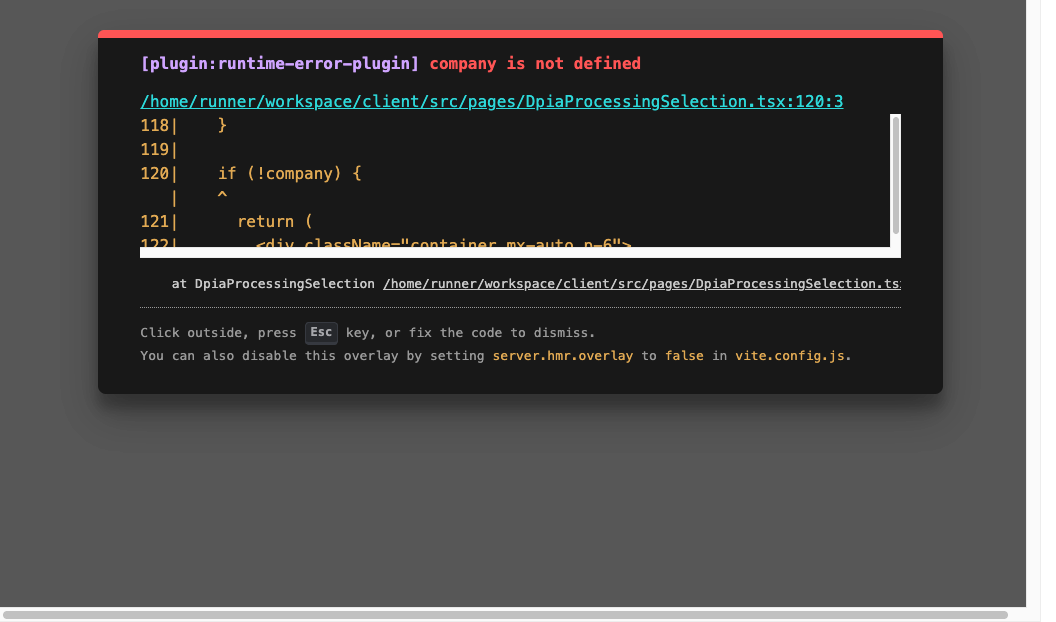 [plugin:runtime-error-plugin] company is not defined
/home/runner/workspace/client/src/pages/DpiaProcessingSelection.tsx:120:3
118|    }
119|
120|    if (!company) {
   |    ^
121|      return (
122|        <div className="container mx-auto p-6">
at DpiaProcessingSelection /home/runner/workspace/client/src/pages/DpiaProcessingSelection.ts
Click outside, press Esc key, or fix the code to dismiss.
You can also disable this overlay by setting server.hmr.overlay to false in vite.config.js.